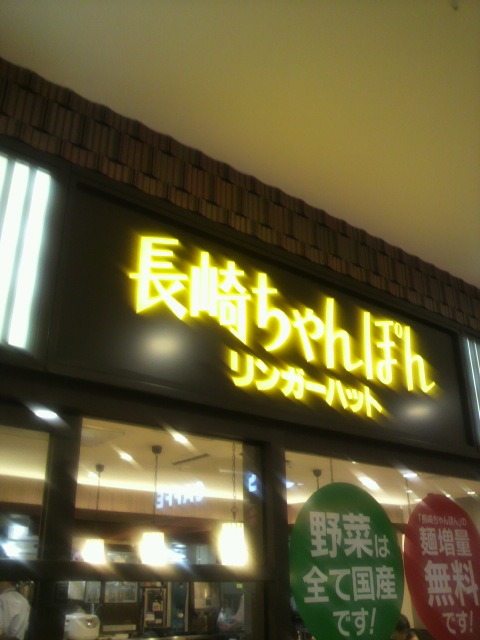 長崎ちゃんぽん
リンガーハット
野菜は
全て国産
です!
「長崎ちゃんぽん」の
麺増量
無料
です!